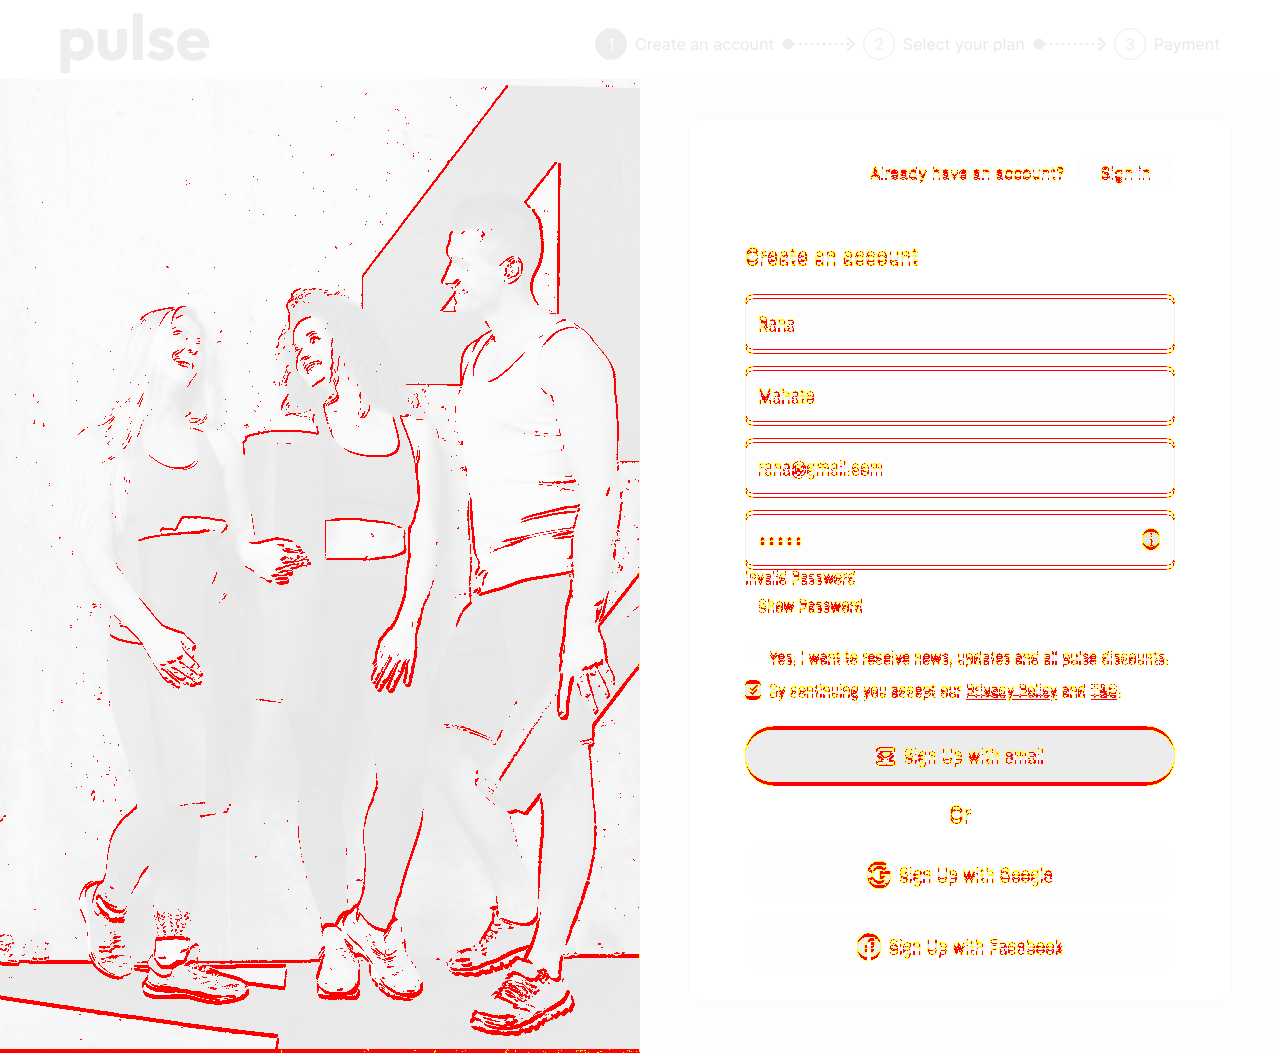 pulse
1 Create an account 2 Select your plan 3 Payment
Already have an account? Sign in
Create an account
Rana
Mahate
rana@gmail.com
Invalid Password
Show Password
Yes, I want to receive news, updates and all pulse discounts.
By continuing you accept our Privacy Policy and T&C.
Sign Up with email
Or
Sign Up with Google
Sign Up with Facebook